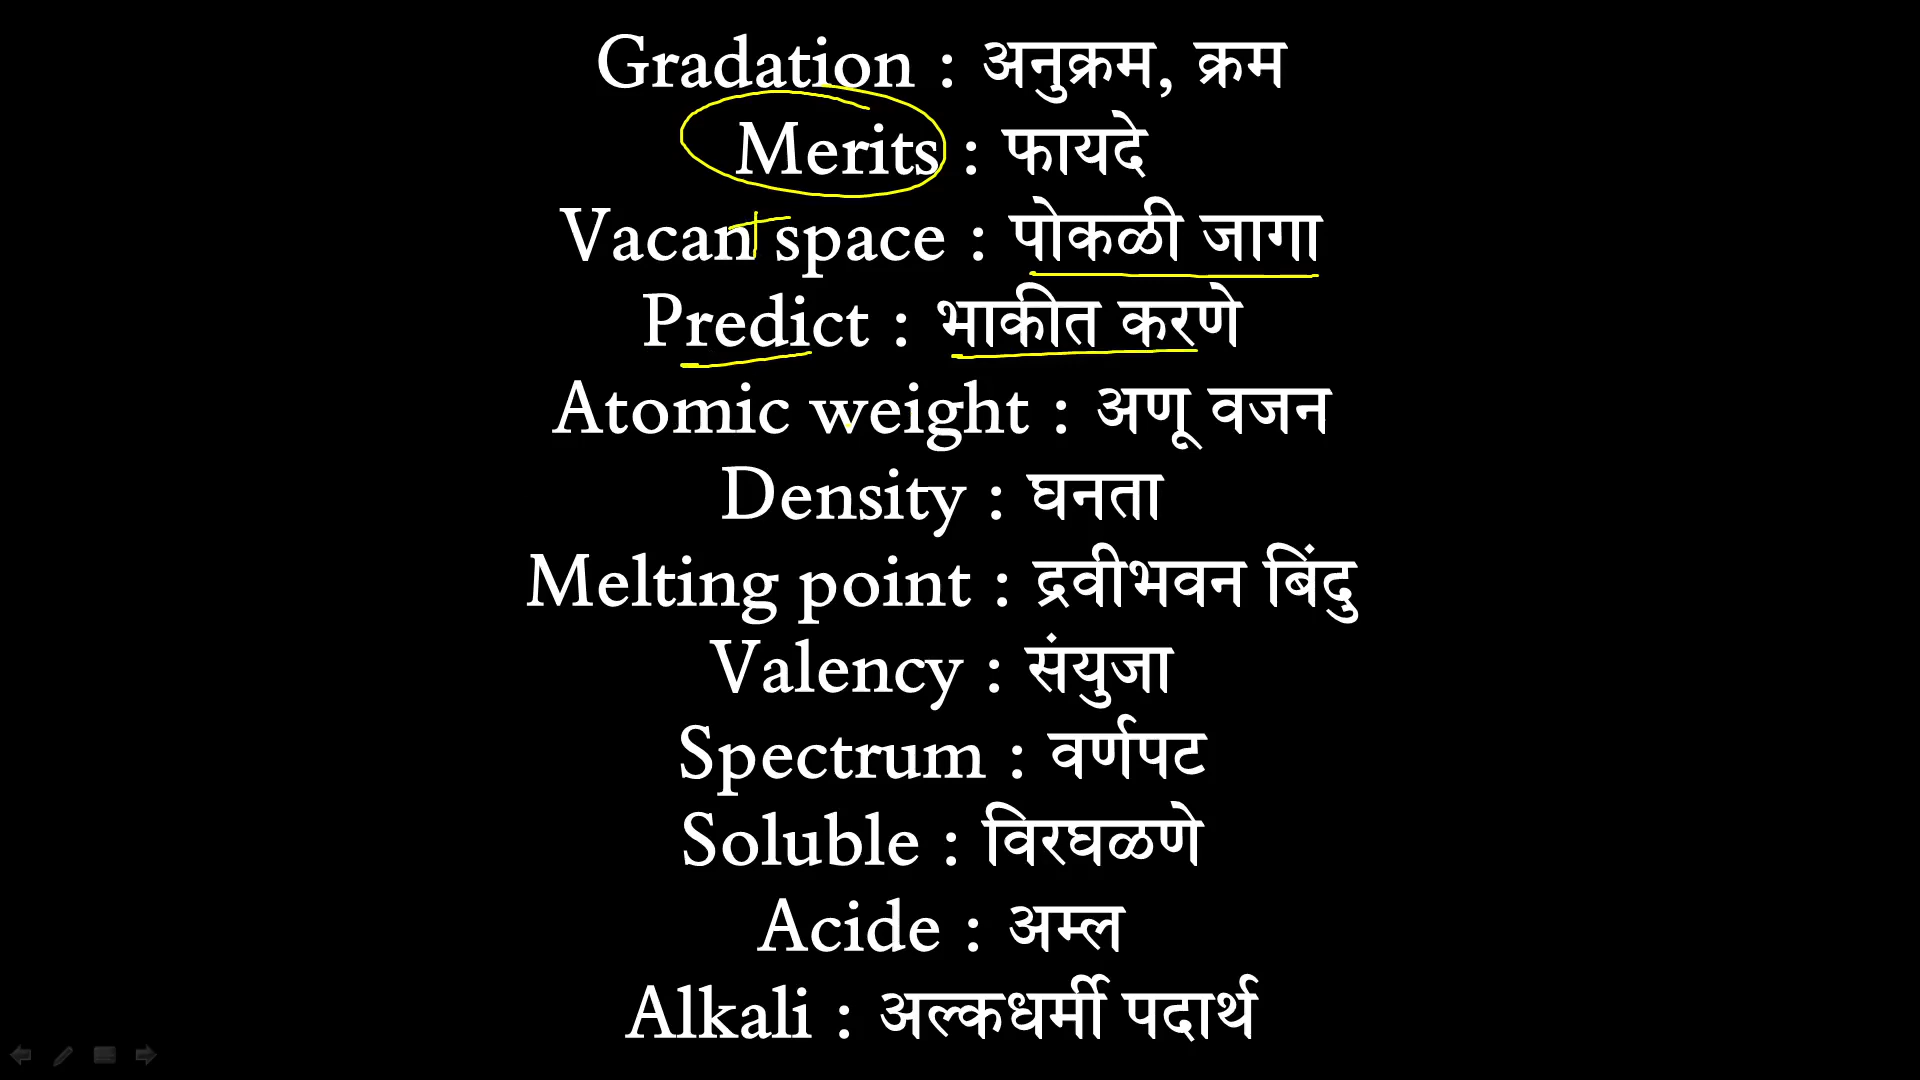 Gradation : अनुक्रम, क्रम
Merits : फायदे
Vacant space : पोकळी जागा
Predict : भाकीत करणे
Atomic weight : अणू वजन
Density : घनता
Melting point : द्रवीभवन बिंदु
Valency : संयुजा
Spectrum : वर्णपट
Soluble : विरघळणे
Acide : अम्ल
Alkali : अल्कधर्मी पदार्थ